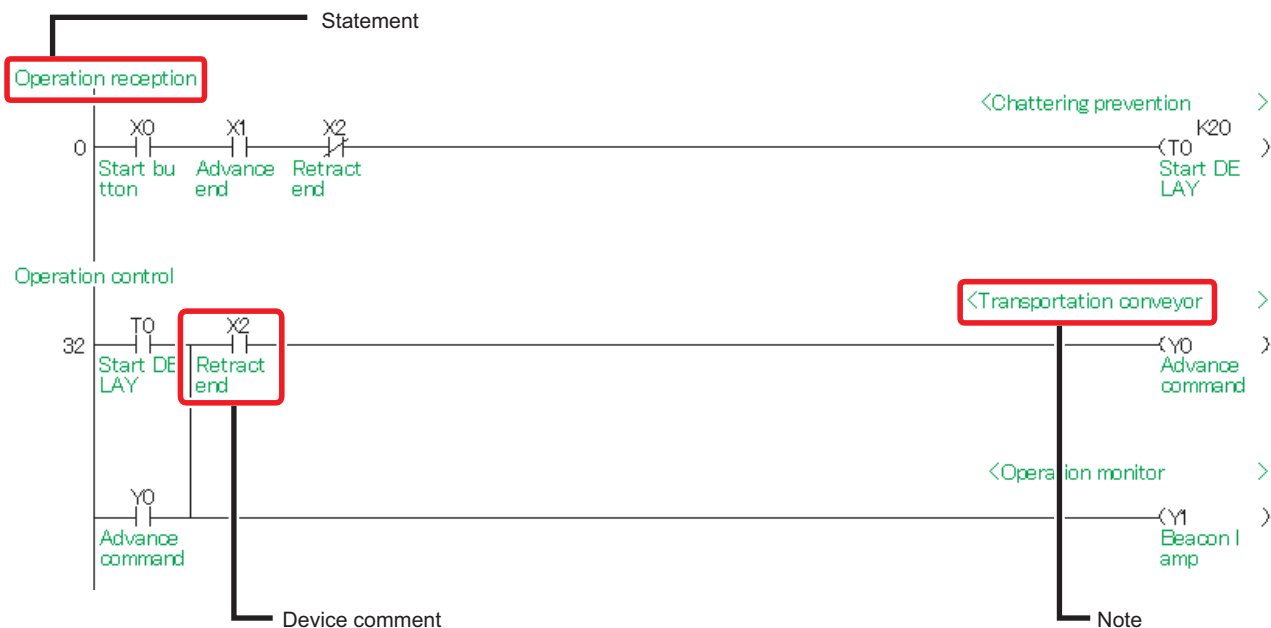 Statement
Operation reception
<Chattering prevention >
X0 X1 X2 K20
0 (T0 )
Start bu Advance Retract Start DE
tton end end LAY
Operation control
<Transportation conveyor >
T0 X2
32 (Y0 )
Start DE Retract Advance
LAY end command
<Opera ion monitor >
Y0
(Y1 )
Advance Beacon l
command amp
Device comment Note